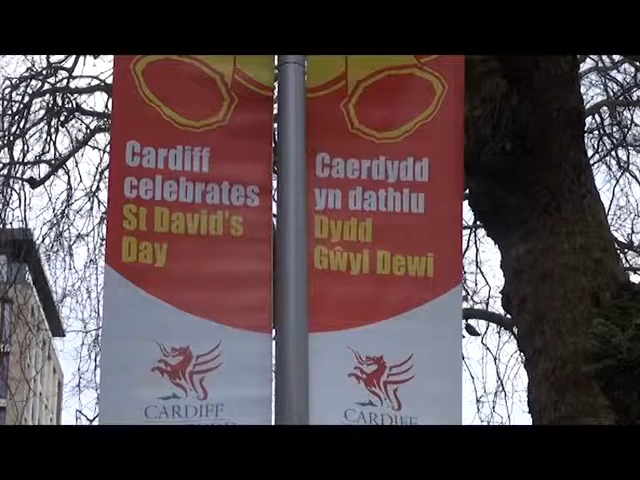 Cardiff
celebrates
St David's
Day
CARDIFF
Caerdydd
yn dathlu
Dydd
Gŵyl Dewi
CARDIFF